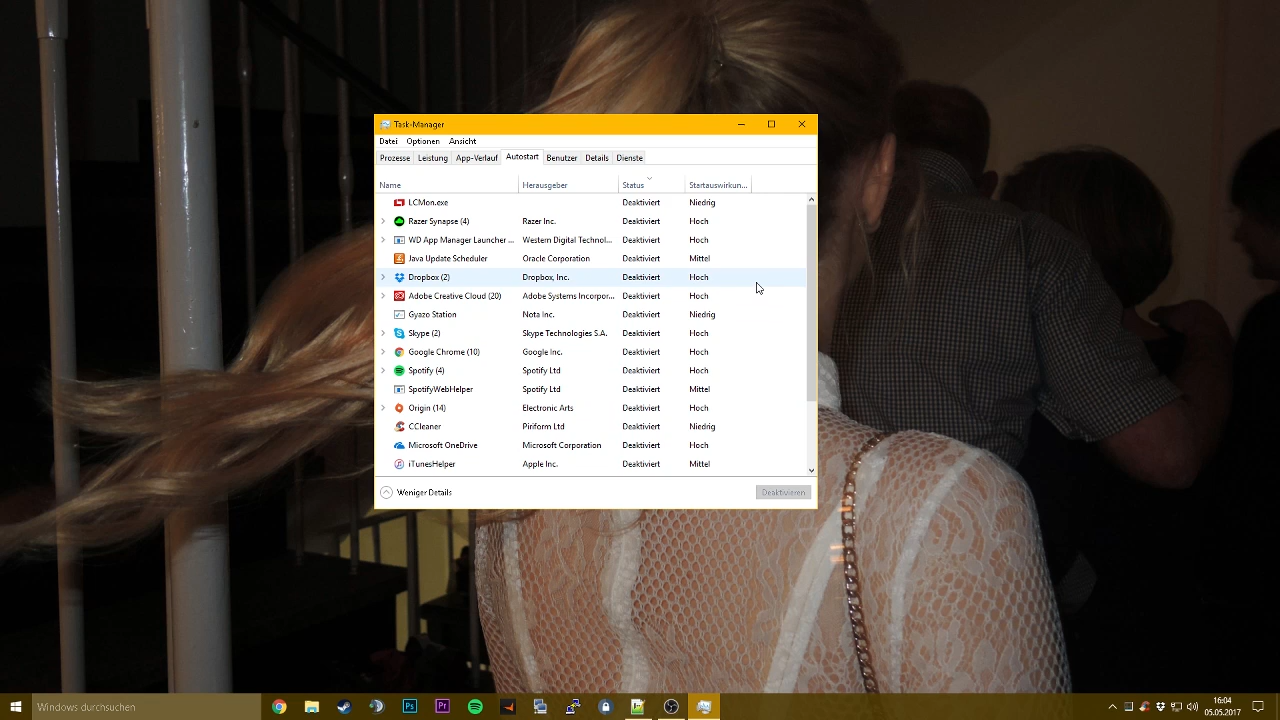 Task-Manager
Datei Optionen Ansicht
Prozesse Leistung App-Verlauf Autostart Benutzer Details Dienste
Name Herausgeber Status Startauswirkun...
LCMon.exe Deaktiviert Niedrig
Razer Synapse (4) Razer Inc. Deaktiviert Hoch
WD App Manager Launcher ... Western Digital Technol... Deaktiviert Hoch
Java Update Scheduler Oracle Corporation Deaktiviert Mittel
Dropbox (2) Dropbox, Inc. Deaktiviert Hoch
Adobe Creative Cloud (20) Adobe Systems Incorpor... Deaktiviert Hoch
Gyazo Station Nota Inc. Deaktiviert Niedrig
Skype (2) Skype Technologies S.A. Deaktiviert Hoch
Google Chrome (10) Google Inc. Deaktiviert Hoch
Spotify (4) Spotify Ltd Deaktiviert Hoch
SpotifyWebHelper Spotify Ltd Deaktiviert Mittel
Origin (14) Electronic Arts Deaktiviert Hoch
CCleaner Piriform Ltd Deaktiviert Niedrig
Microsoft OneDrive Microsoft Corporation Deaktiviert Hoch
iTunesHelper Apple Inc. Deaktiviert Mittel
Weniger Details Deaktivieren
Windows durchsuchen Ps Pr 16:04
05.05.2017